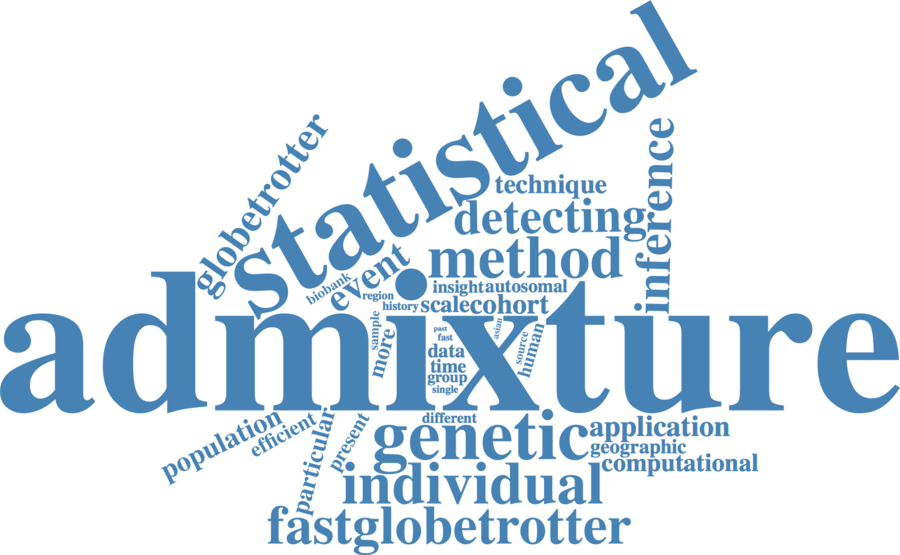 statistical
globetrotter
inference
technique
detecting
method
event
biobank
region
history
insight
autosomal
scale
cohort
admixture
sample
more
past
fast
data
time
group
single
asian
source
human
different
population
efficient
particular
present
genetic
application
geographic
computational
individual
fastglobetrotter